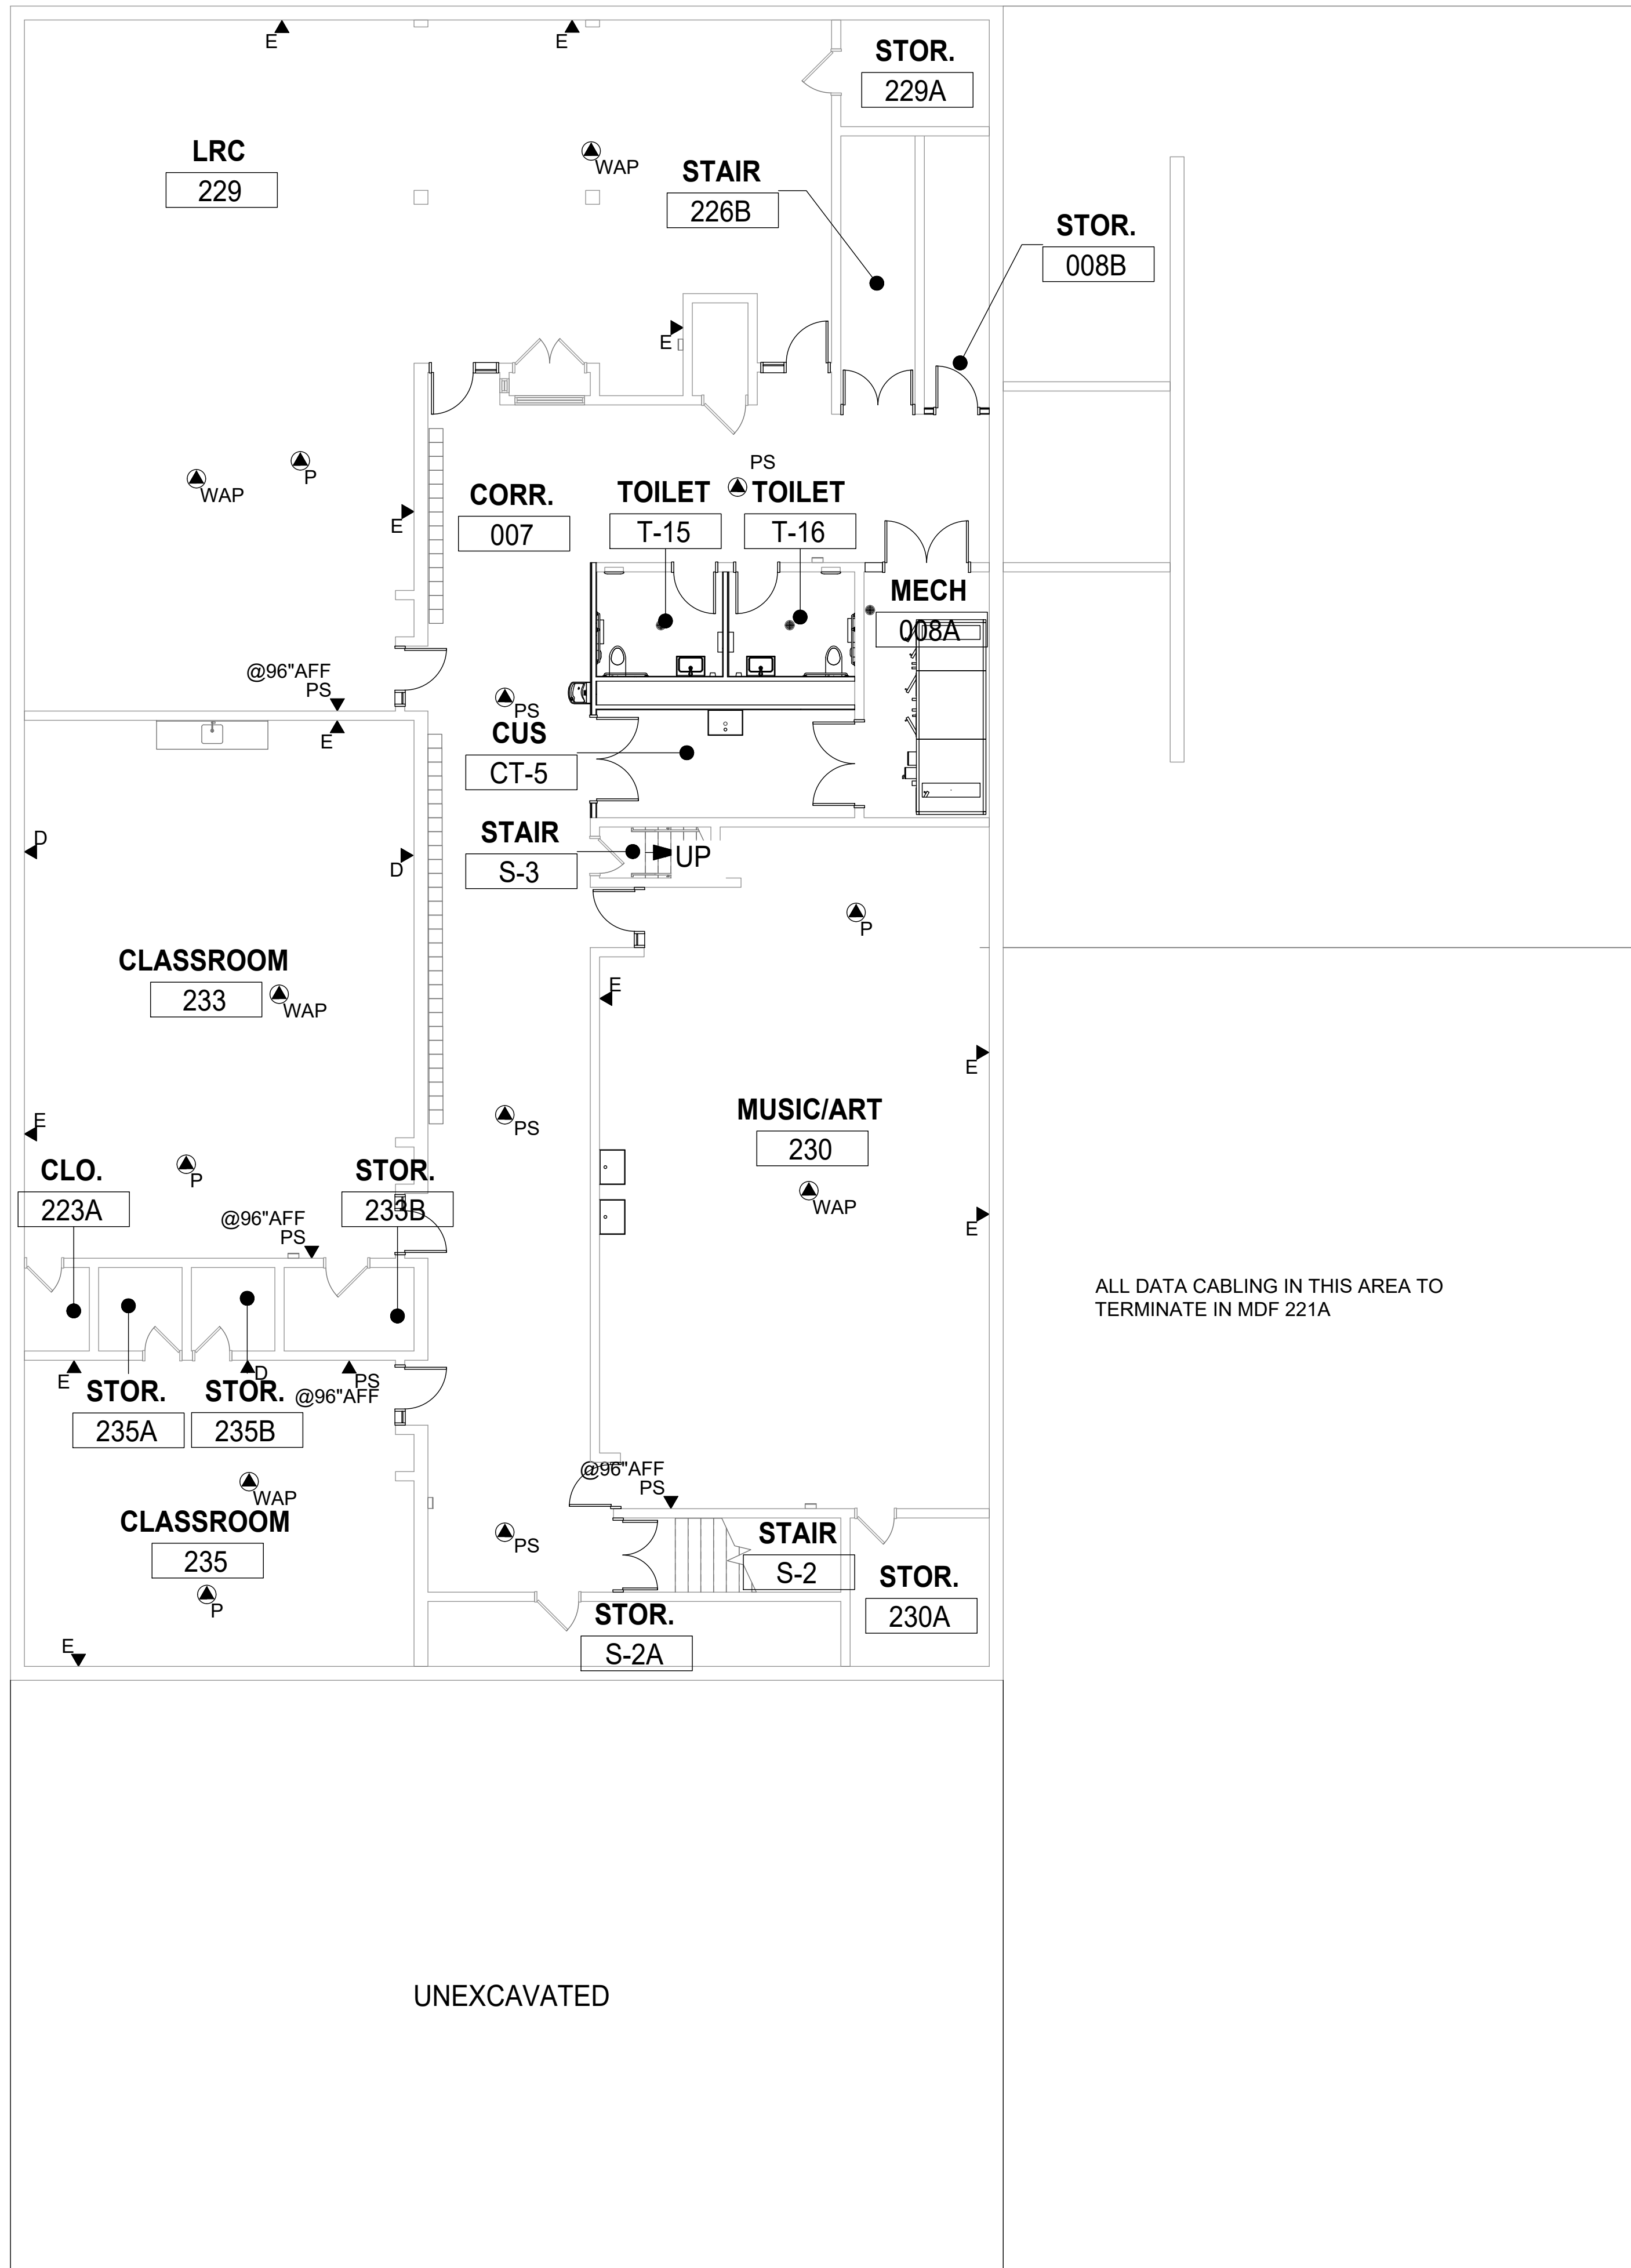 E
E
STOR.
229A
LRC
229
WAP
STAIR
226B
STOR.
008B
E
P
WAP
PS
CORR.
007
TOILET
T-15
TOILET
T-16
E
MECH
008A
@96"AFF
PS
PS
E
CUS
CT-5
D
D
STAIR
S-3
UP
P
CLASSROOM
233
WAP
E
E
MUSIC/ART
230
WAP
E
PS
E
CLO.
223A
P
STOR.
233B
@96"AFF
PS
E
ALL DATA CABLING IN THIS AREA TO
TERMINATE IN MDF 221A
E
D
PS
@96"AFF
STOR.
235A
STOR.
235B
WAP
CLASSROOM
235
P
E
@96"AFF
PS
PS
STAIR
S-2
STOR.
230A
STOR.
S-2A
UNEXCAVATED